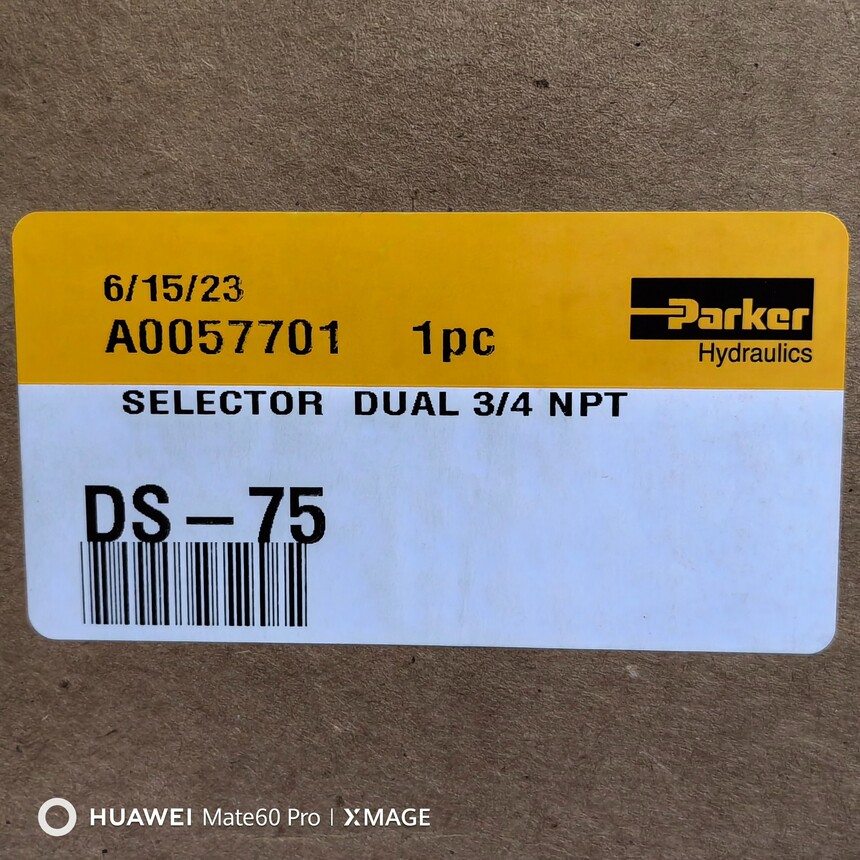 6/15/23
A0057701 1pc
Parker
Hydraulics
SELECTOR DUAL 3/4 NPT
DS-75
HUAWEI Mate60 Pro | XMAGE